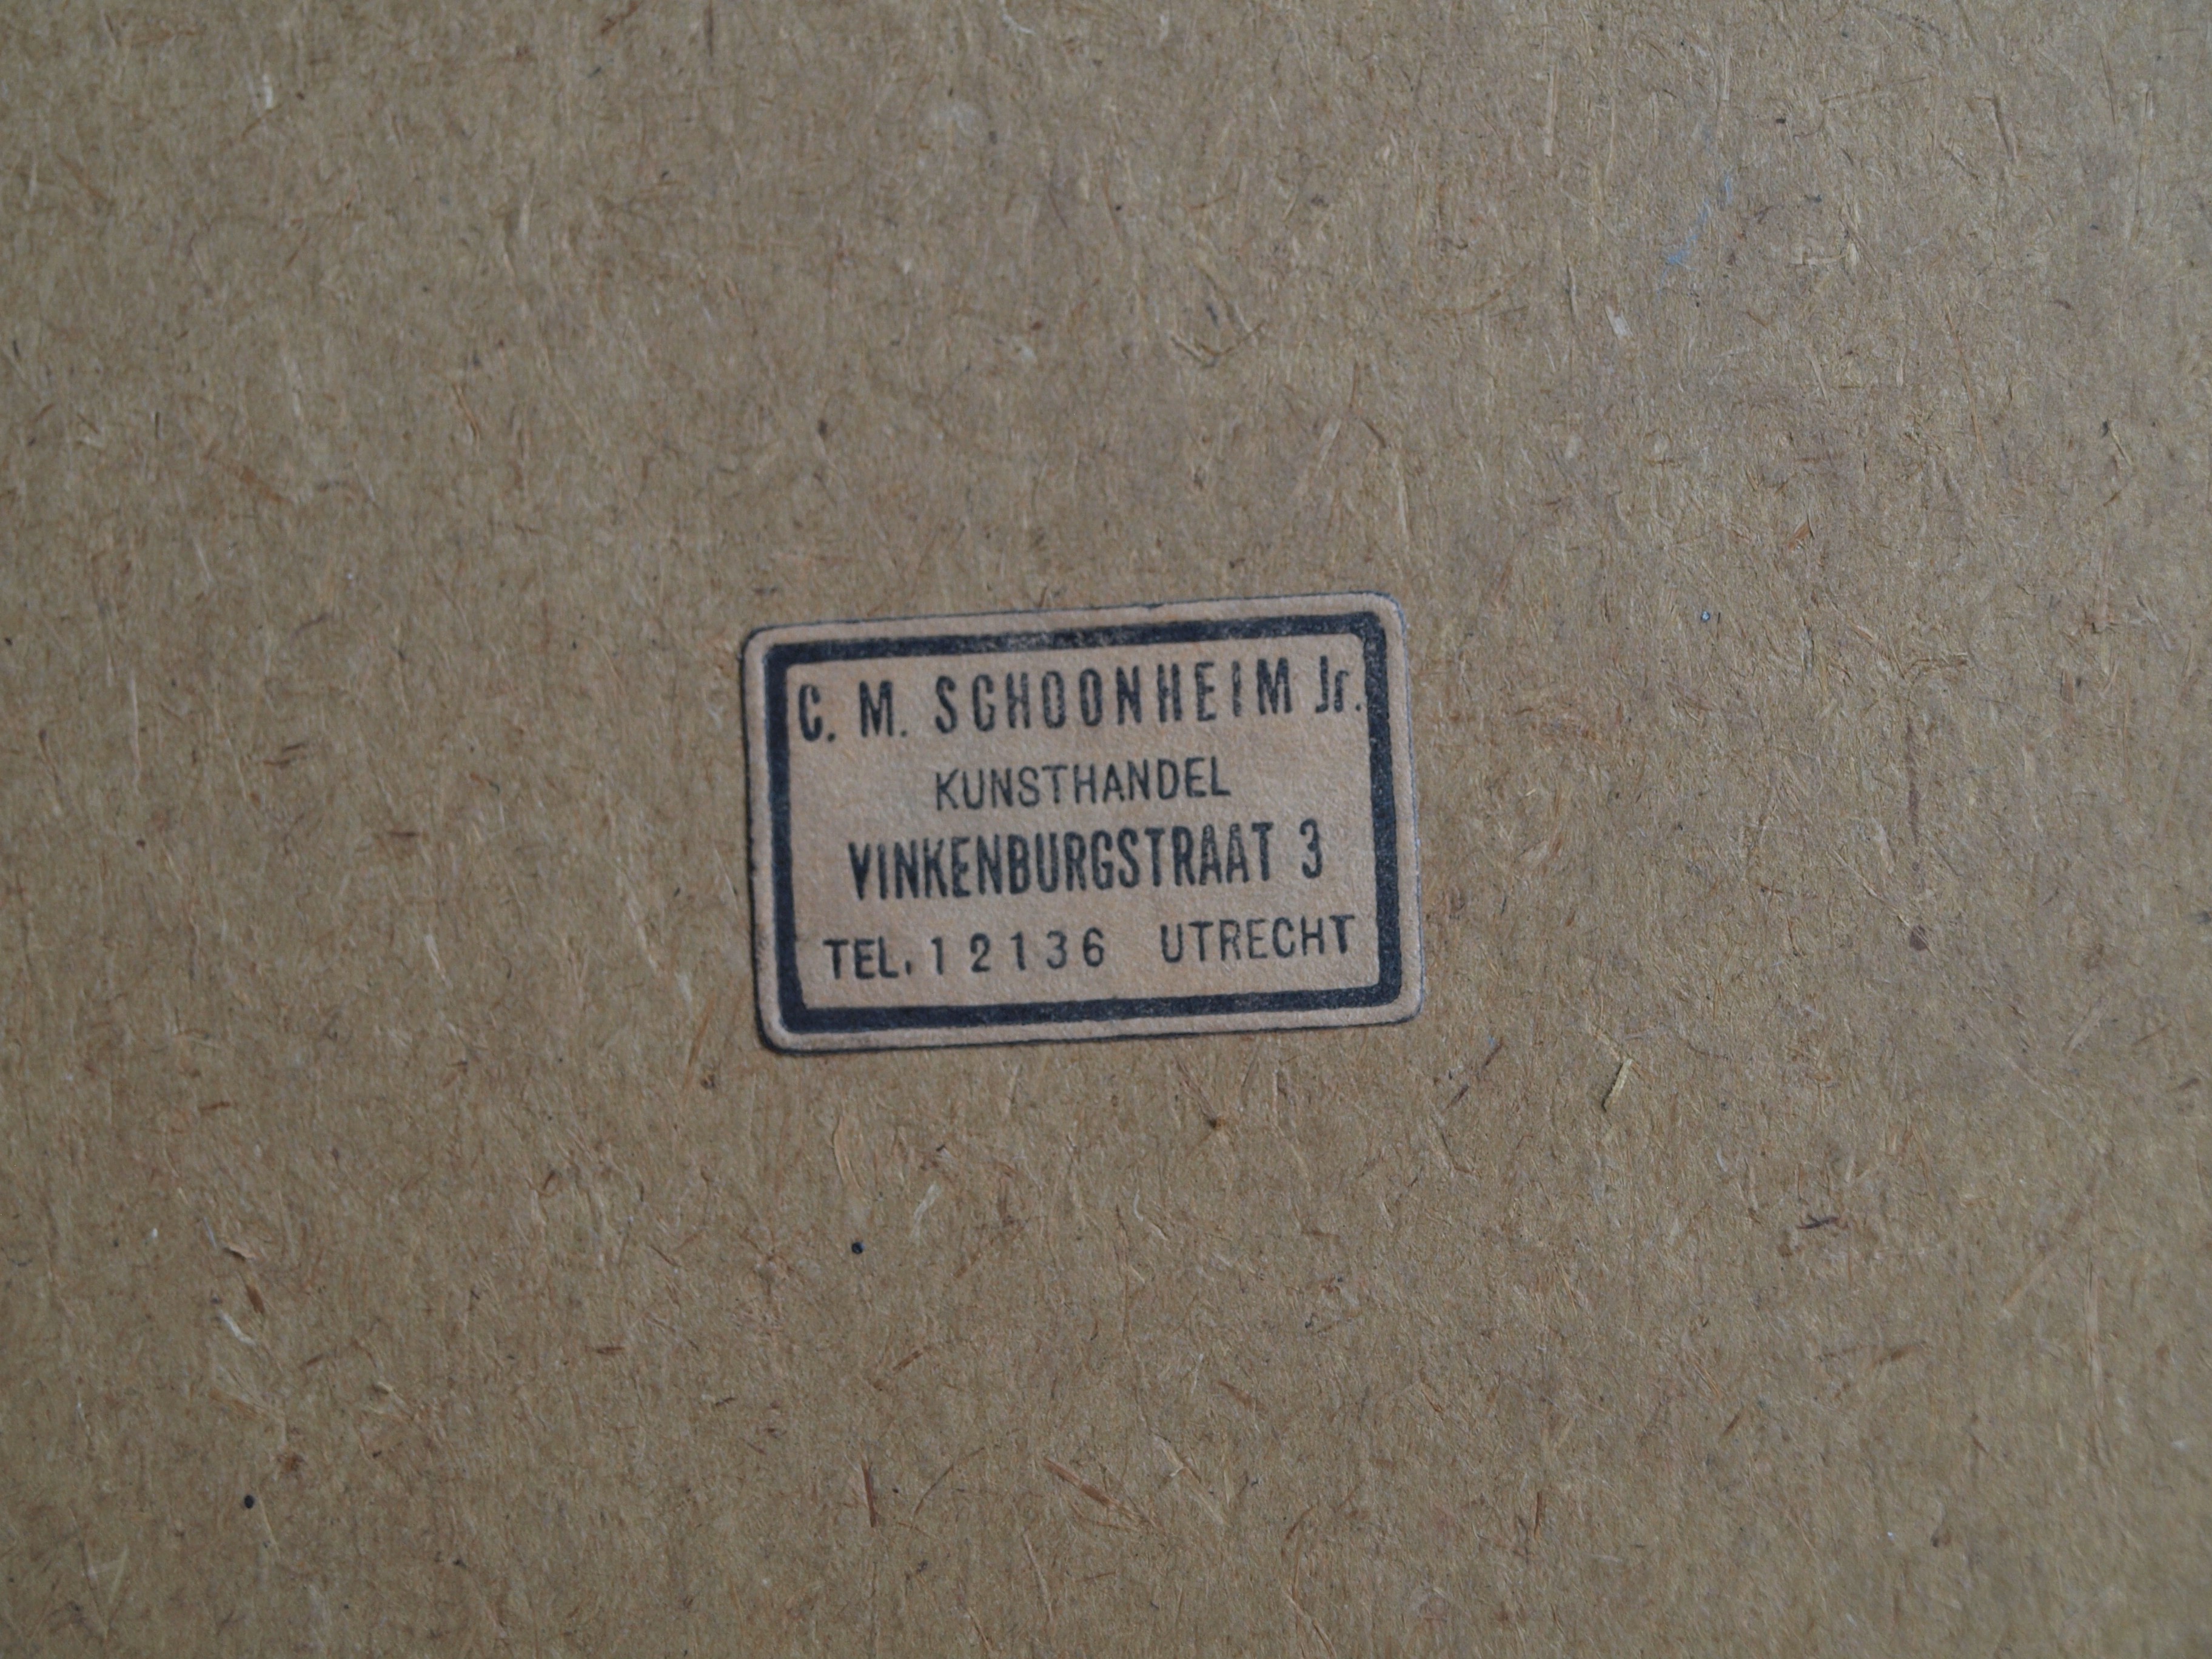 C. M. SCHOONHEIM Jr.
KUNSTHANDEL
VINKENBURGSTRAAT 3
TEL. 12136 UTRECHT